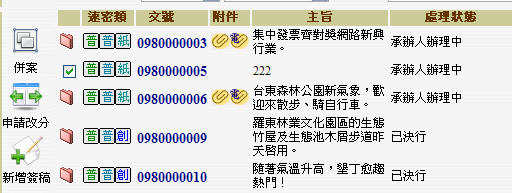 速密類 文號 附件 主旨 處理狀態
併案
申請改分
新增簽稿
普 普 紙 0980000003 電 集中發票齊對獎網路新興
行業。 承辦人辦理中
普 普 紙 0980000005 222 承辦人辦理中
普 普 紙 0980000006 電 台東森林公園新氣象，歡
迎來散步、騎自行車。 承辦人辦理中
普 普 創 0980000009 羅東林業文化園區的生態
竹屋及生態池木屆步道昨
天啓用。 已決行
普 普 創 0980000010 隨著氣溫升高，墾丁愈趨
熱門！ 已決行